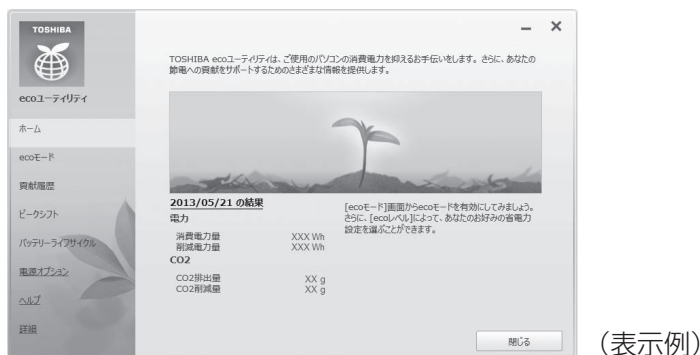 TOSHIBA
ecoユーティリティ
ホーム
ecoモード
貢献履歴
ピークシフト
バッテリーライフサイクル
電源オプション
ヘルプ
詳細
TOSHIBA ecoユーティリティは、ご使用のパソコンの消費電力を抑えるお手伝いをします。さらに、あなたの
節電への貢献をサポートするためのさまざまな情報を提供します。
2013/05/21 の結果
電力
消費電力量 XXX Wh
削減電力量 XXX Wh
CO2
CO2排出量 XX g
CO2削減量 XX g
[ecoモード]画面からecoモードを有効にしてみましょう。
さらに、[ecoレベル]によって、あなたのお好みの省電力
設定を選ぶことができます。
閉じる
（表示例）